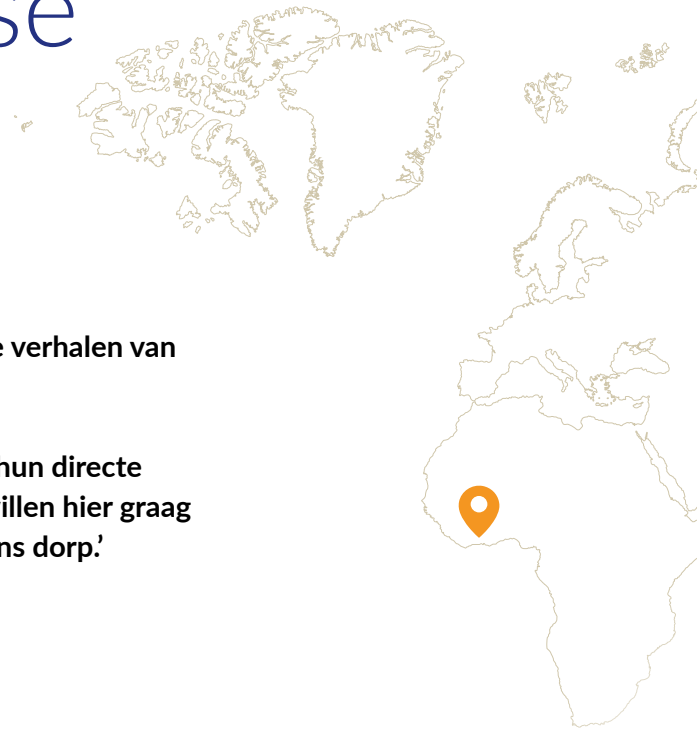 se
e verhalen van
hun directe
illen hier graag
ns dorp.’